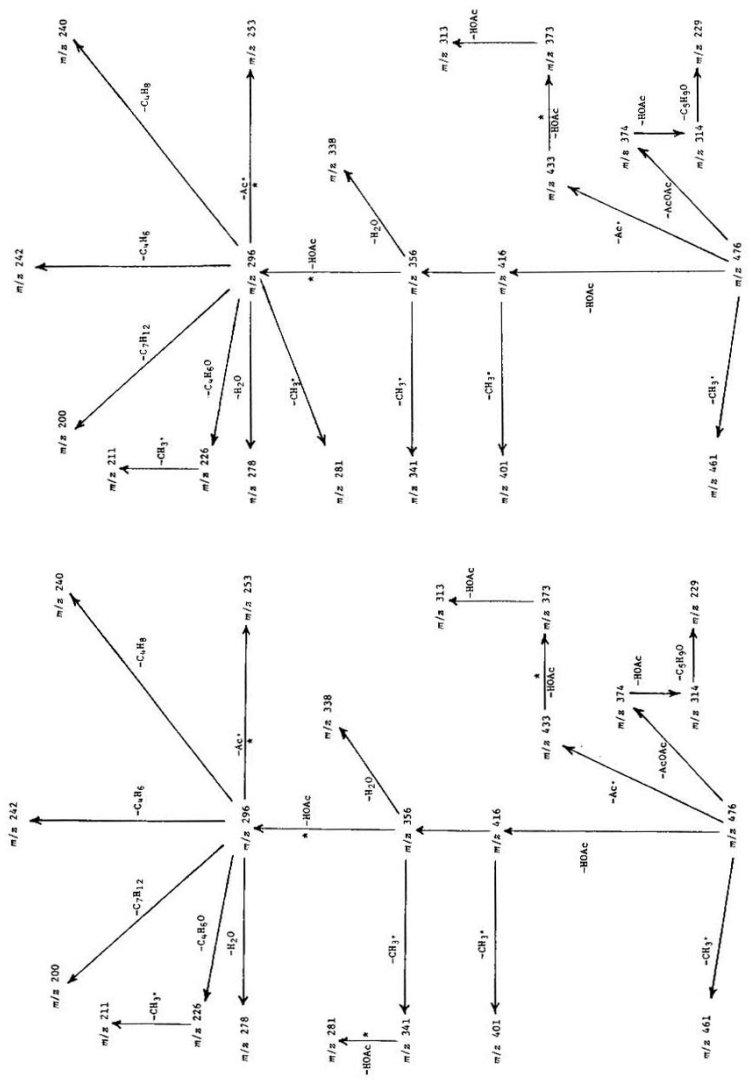 m/z 240
m/z 242
m/z 200
-C₄H₈
-C₄H₆
-C₇H₁₂
m/z 211
-CH₃·
m/z 226
-C₄H₆O
m/z 253
-Ac·
*
m/z 296
-H₂O
m/z 278
-CH₃·
m/z 281
* -HOAc
m/z 338
-H₂O
m/z 356
-CH₃·
m/z 341
m/z 313
-HOAc
m/z 373
m/z 416
-CH₃·
m/z 401
*
-HOAc
m/z 433
-HOAc
m/z 374
-HOAc
m/z 314
-C₅H₉O
m/z 229
-AcOAc
-Ac·
m/z 476
-CH₃·
m/z 461
m/z 240
m/z 242
m/z 200
-C₄H₈
-C₄H₆
-C₇H₁₂
m/z 211
-CH₃·
m/z 226
-C₄H₆O
m/z 253
-Ac·
*
m/z 296
-H₂O
m/z 278
* -HOAc
m/z 338
-H₂O
m/z 356
-CH₃·
m/z 341
-HOAc *
m/z 281
m/z 313
-HOAc
m/z 373
m/z 416
-CH₃·
m/z 401
*
-HOAc
m/z 433
-HOAc
m/z 374
-HOAc
m/z 314
-C₅H₉O
m/z 229
-AcOAc
-Ac·
m/z 476
-CH₃·
m/z 461